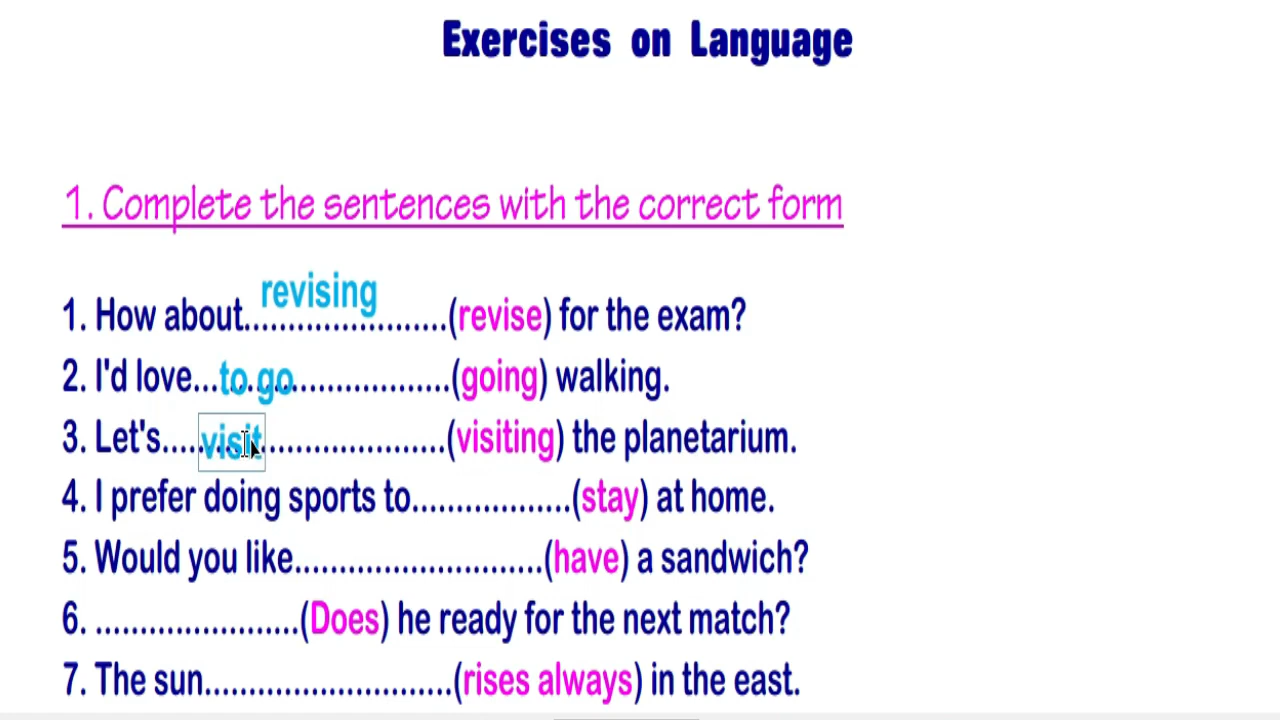 Exercises on Language
1. Complete the sentences with the correct form
revising
1. How about.......................(revise) for the exam?
2. I'd love...to go..................(going) walking.
3. Let's....visit.....................(visiting) the planetarium.
4. I prefer doing sports to..................(stay) at home.
5. Would you like............................(have) a sandwich?
6. .......................(Does) he ready for the next match?
7. The sun............................(rises always) in the east.